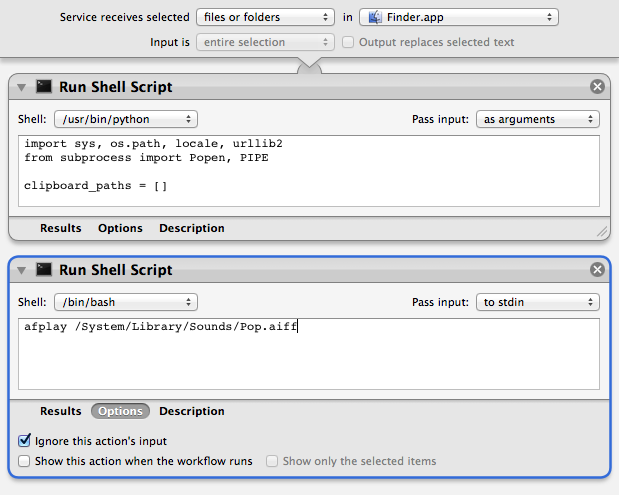 Service receives selected files or folders in Finder.app
Input is entire selection Output replaces selected text
Run Shell Script
Shell: /usr/bin/python Pass input: as arguments
import sys, os.path, locale, urllib2
from subprocess import Popen, PIPE
clipboard_paths = []
Results Options Description
Run Shell Script
Shell: /bin/bash Pass input: to stdin
afplay /System/Library/Sounds/Pop.aiff
Results Options Description
Ignore this action's input
Show this action when the workflow runs Show only the selected items